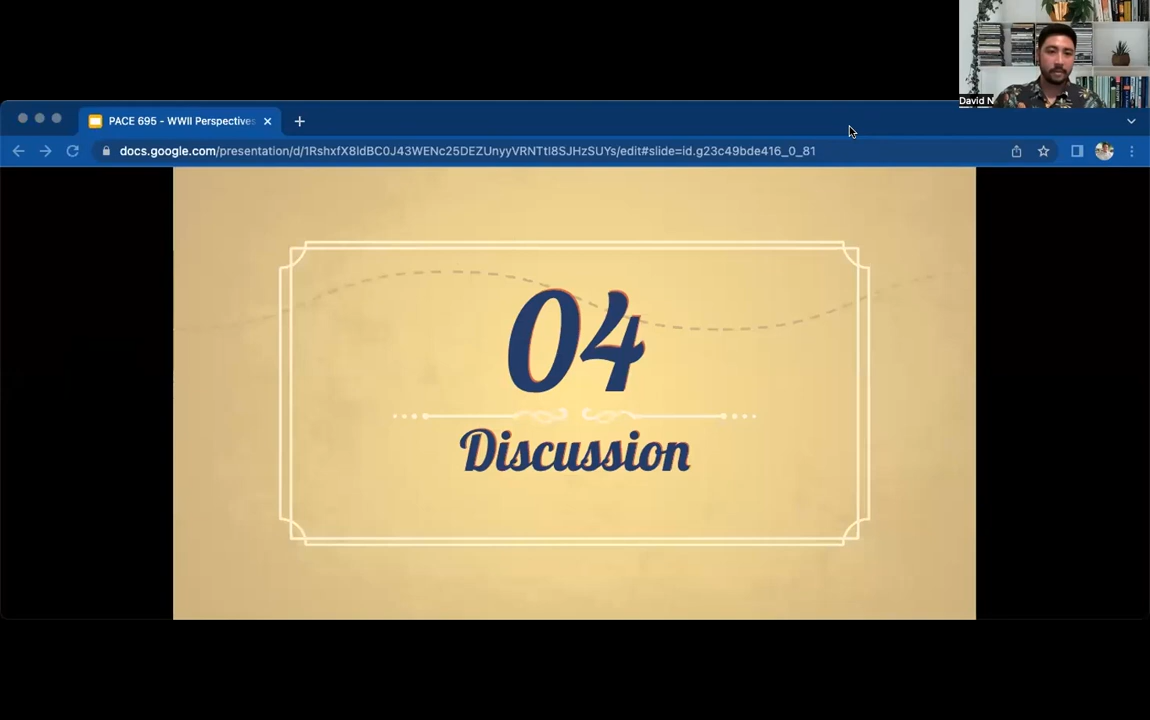 David N
PACE 695 - WWII Perspectives
docs.google.com/presentation/d/1RshxfX8ldBC0J43WENc25DEZUnyyVRNTtI8SJHzSUYs/edit#slide=id.g23c49bde416_0_81
04
Discussion